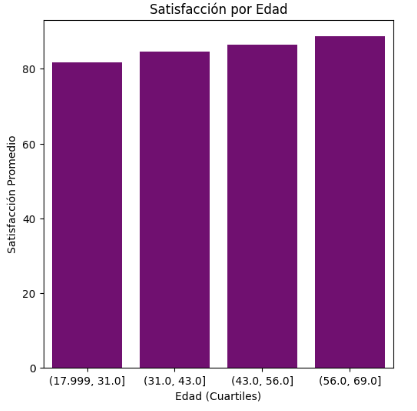 Satisfacción por Edad
Satisfacción Promedio
80
60
40
20
0
(17.999, 31.0] (31.0, 43.0] (43.0, 56.0] (56.0, 69.0]
Edad (Cuartiles)